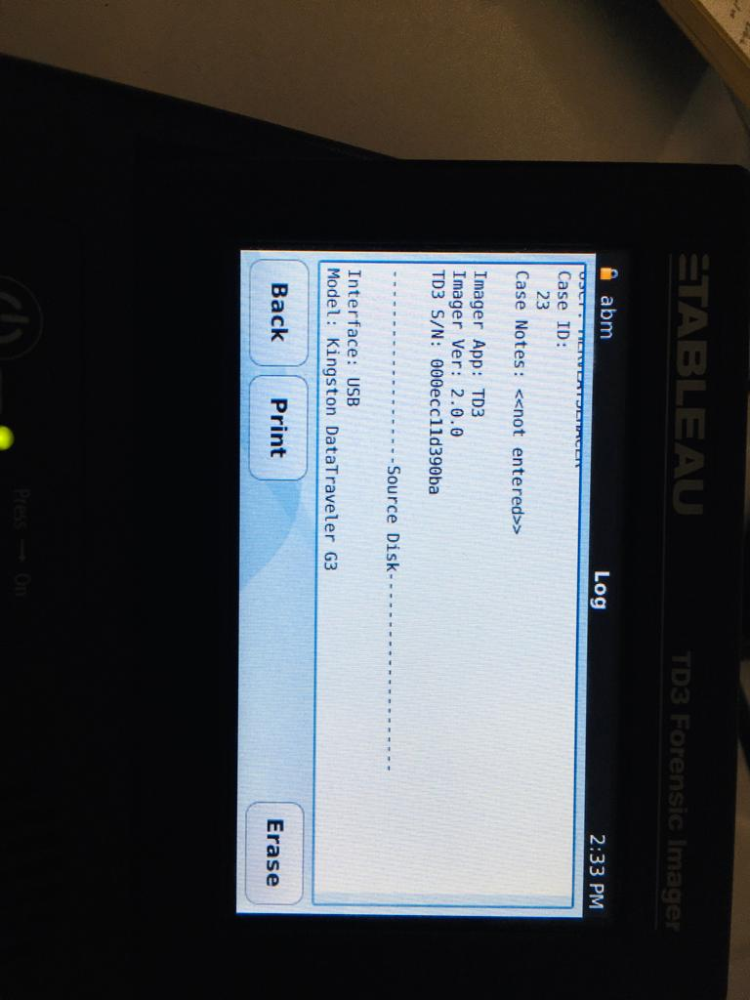 TABLEAU
TD3 Forensic Imager
abm
Log
2:33 PM
Case ID:
23
Case Notes: <<not entered>>
Imager App: TD3
Imager Ver: 2.0.0
TD3 S/N: 000ecc11d390ba
------------------------Source Disk------------------------
Interface: USB
Model: Kingston DataTraveler G3
Back
Print
Erase
Press → On